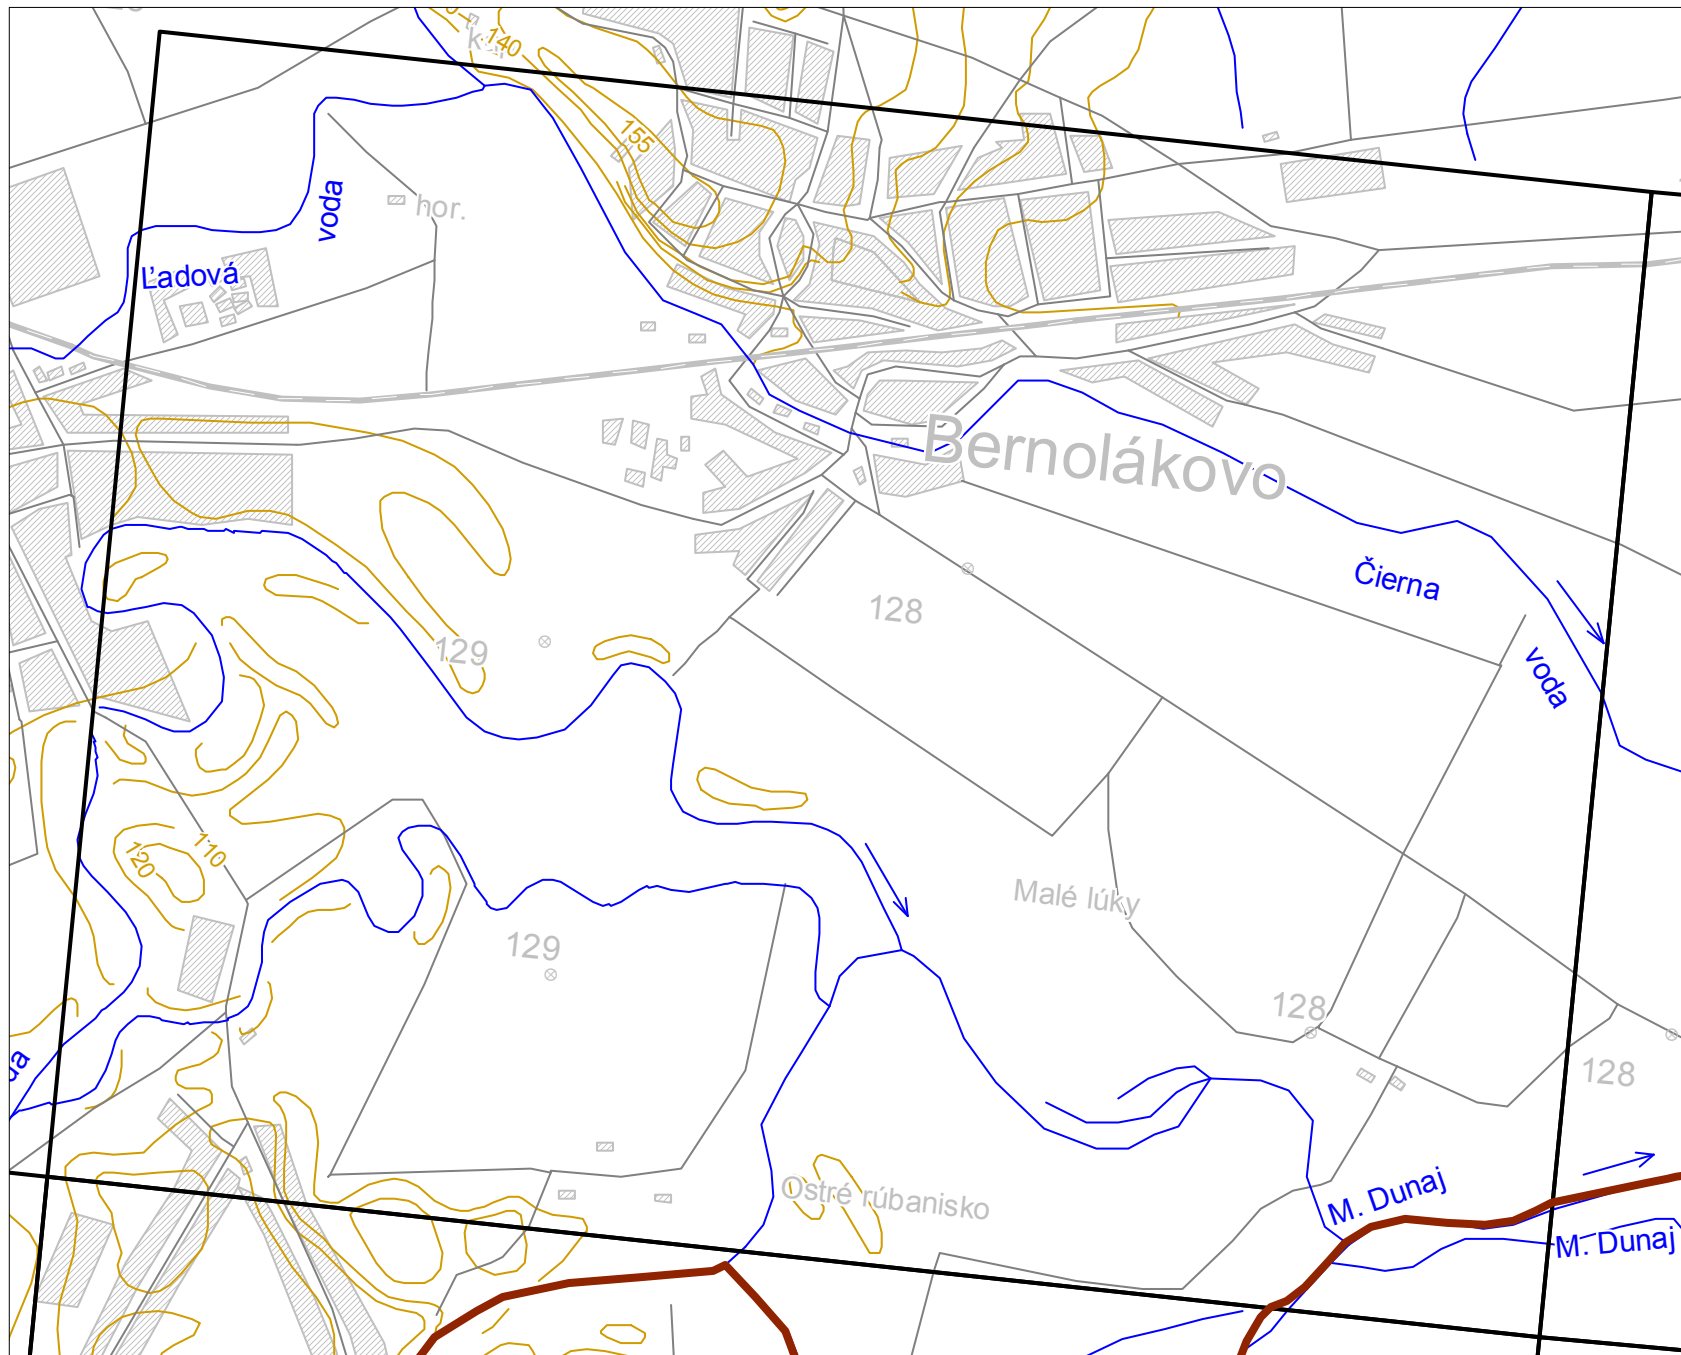 140
155
voda
hor.
Ľadová
Bernolákovo
Čierna
128
129
voda
110
120
Malé lúky
129
128
128
da
Ostré rúbanisko
M. Dunaj
M. Dunaj